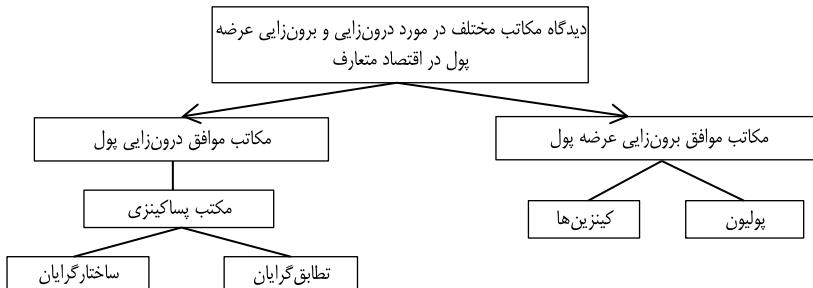 دیدگاه مکاتب مختلف در مورد درون‌زایی و برون‌زایی عرضه
پول در اقتصاد متعارف
مکاتب موافق برون‌زایی عرضه پول
مکاتب موافق درون‌زایی پول
پولیون
کینزین‌ها
مکتب پساکینزی
تطابق‌گرایان
ساختارگرایان